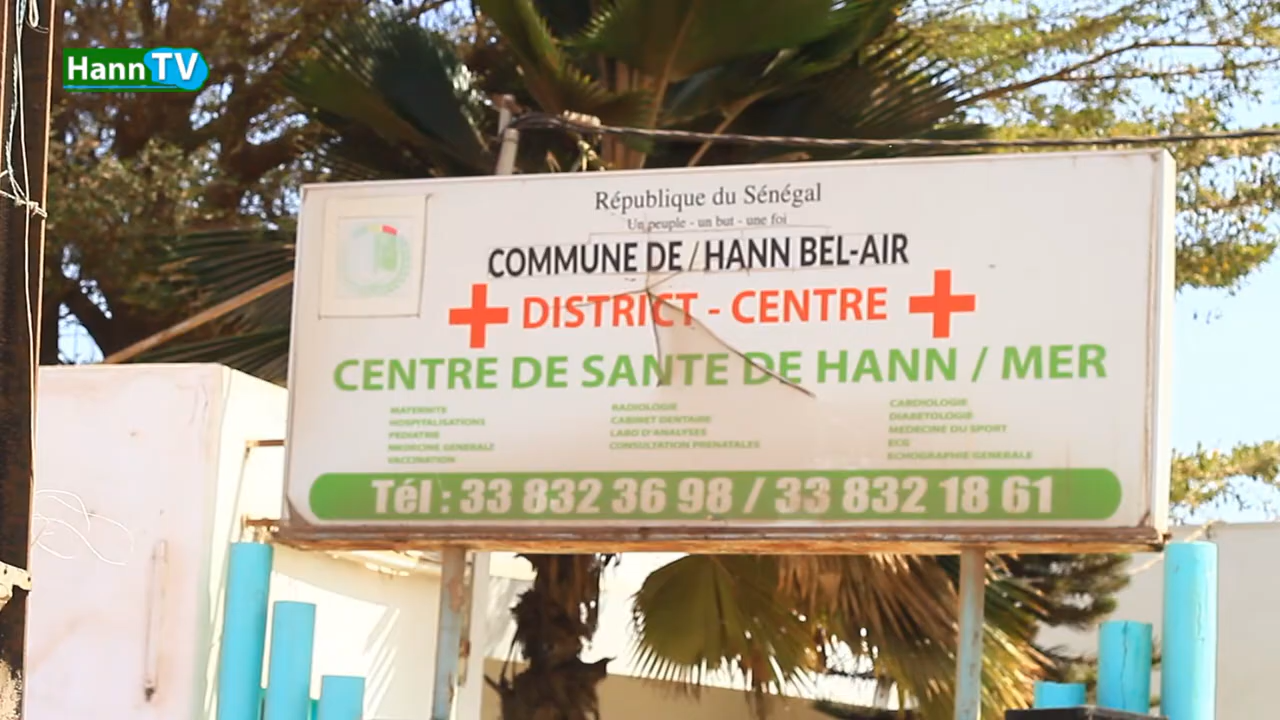 HannTV
République du Sénégal
Un peuple - un but - une foi
COMMUNE DE / HANN BEL-AIR
DISTRICT - CENTRE
CENTRE DE SANTE DE HANN / MER
MATERNITE
HOSPITALISATIONS
PEDIATRIE
MEDECINE GENERALE
VACCINATION
RADIOLOGIE
CABINET DENTAIRE
LABO D'ANALYSES
CONSULTATION PRENATALES
CARDIOLOGIE
DIABETOLOGIE
MEDECINE DU SPORT
ECG
ECHOGRAPHIE GENERALE
Tél : 33 832 36 98 / 33 832 18 61